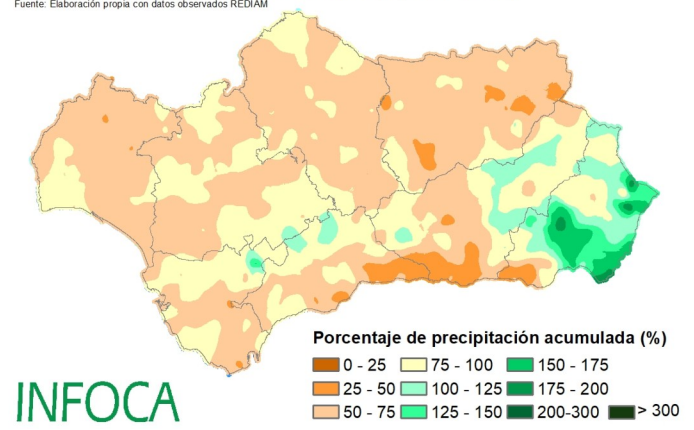 Fuente: Elaboración propia con datos observados REDIAM
Porcentaje de precipitación acumulada (%)
0 - 25 75 - 100 150 - 175
25 - 50 100 - 125 175 - 200
50 - 75 125 - 150 200-300 > 300
INFOCA